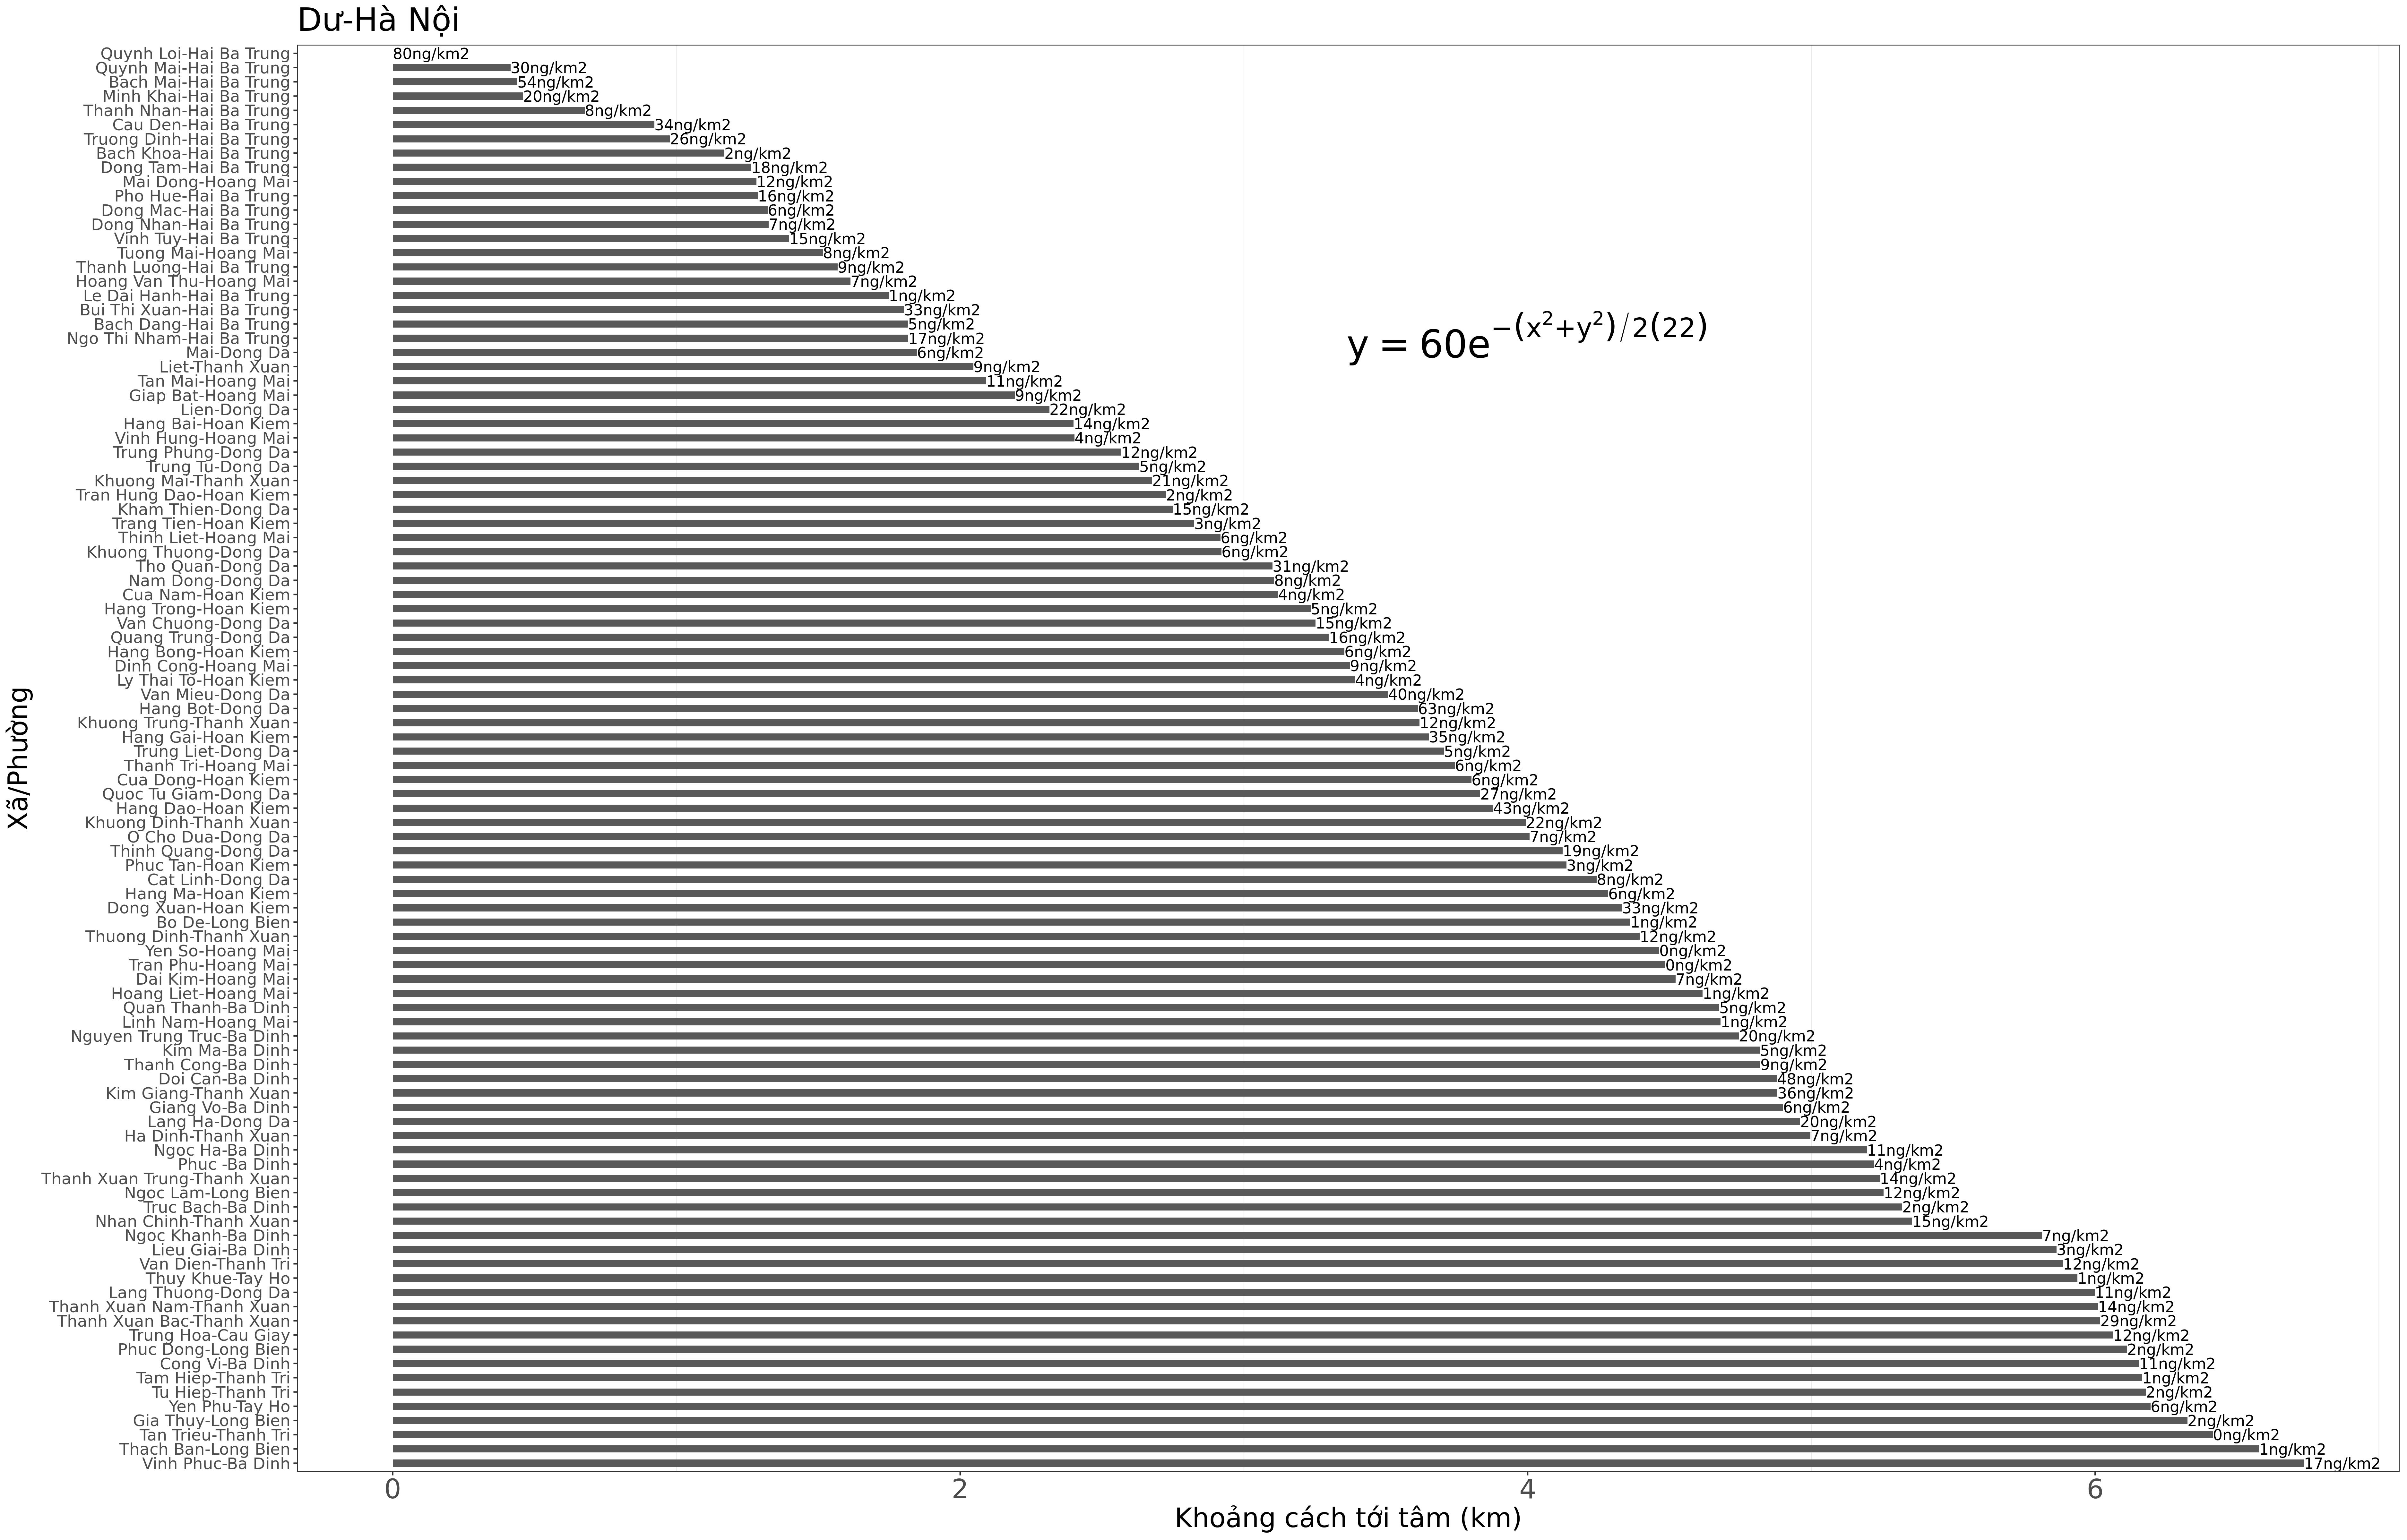 Dư-Hà Nội
Quynh Loi-Hai Ba Trung 80ng/km2
Quynh Mai-Hai Ba Trung 30ng/km2
Bach Mai-Hai Ba Trung 54ng/km2
Minh Khai-Hai Ba Trung 20ng/km2
Thanh Nhan-Hai Ba Trung 8ng/km2
Cau Den-Hai Ba Trung 34ng/km2
Truong Dinh-Hai Ba Trung 26ng/km2
Bach Khoa-Hai Ba Trung 2ng/km2
Dong Tam-Hai Ba Trung 18ng/km2
Mai Dong-Hoang Mai 12ng/km2
Pho Hue-Hai Ba Trung 16ng/km2
Dong Mac-Hai Ba Trung 6ng/km2
Dong Nhan-Hai Ba Trung 7ng/km2
Vinh Tuy-Hai Ba Trung 15ng/km2
Tuong Mai-Hoang Mai 8ng/km2
Thanh Luong-Hai Ba Trung 9ng/km2
Hoang Van Thu-Hoang Mai 7ng/km2
Le Dai Hanh-Hai Ba Trung 1ng/km2
Bui Thi Xuan-Hai Ba Trung 33ng/km2
Bach Dang-Hai Ba Trung 5ng/km2
Ngo Thi Nham-Hai Ba Trung 17ng/km2
Mai-Dong Da 6ng/km2
y = 60e^−(x²+y²)/2(22)
Liet-Thanh Xuan 9ng/km2
Tan Mai-Hoang Mai 11ng/km2
Giap Bat-Hoang Mai 9ng/km2
Lien-Dong Da 22ng/km2
Hang Bai-Hoan Kiem 14ng/km2
Vinh Hung-Hoang Mai 4ng/km2
Trung Phung-Dong Da 12ng/km2
Trung Tu-Dong Da 5ng/km2
Khuong Mai-Thanh Xuan 21ng/km2
Tran Hung Dao-Hoan Kiem 2ng/km2
Kham Thien-Dong Da 15ng/km2
Trang Tien-Hoan Kiem 3ng/km2
Thinh Liet-Hoang Mai 6ng/km2
Khuong Thuong-Dong Da 6ng/km2
Tho Quan-Dong Da 31ng/km2
Nam Dong-Dong Da 8ng/km2
Cua Nam-Hoan Kiem 4ng/km2
Hang Trong-Hoan Kiem 5ng/km2
Van Chuong-Dong Da 15ng/km2
Quang Trung-Dong Da 16ng/km2
Hang Bong-Hoan Kiem 6ng/km2
Dinh Cong-Hoang Mai 9ng/km2
Ly Thai To-Hoan Kiem 4ng/km2
Van Mieu-Dong Da 40ng/km2
Hang Bot-Dong Da 63ng/km2
Khuong Trung-Thanh Xuan 12ng/km2
Hang Gai-Hoan Kiem 35ng/km2
Trung Liet-Dong Da 5ng/km2
Thanh Tri-Hoang Mai 6ng/km2
Cua Dong-Hoan Kiem 6ng/km2
Quoc Tu Giam-Dong Da 27ng/km2
Hang Dao-Hoan Kiem 43ng/km2
Khuong Dinh-Thanh Xuan 22ng/km2
O Cho Dua-Dong Da 7ng/km2
Thinh Quang-Dong Da 19ng/km2
Phuc Tan-Hoan Kiem 3ng/km2
Cat Linh-Dong Da 8ng/km2
Hang Ma-Hoan Kiem 6ng/km2
Dong Xuan-Hoan Kiem 33ng/km2
Bo De-Long Bien 1ng/km2
Thuong Dinh-Thanh Xuan 12ng/km2
Yen So-Hoang Mai 0ng/km2
Tran Phu-Hoang Mai 0ng/km2
Dai Kim-Hoang Mai 7ng/km2
Hoang Liet-Hoang Mai 1ng/km2
Quan Thanh-Ba Dinh 5ng/km2
Linh Nam-Hoang Mai 1ng/km2
Nguyen Trung Truc-Ba Dinh 20ng/km2
Kim Ma-Ba Dinh 5ng/km2
Thanh Cong-Ba Dinh 9ng/km2
Doi Can-Ba Dinh 48ng/km2
Kim Giang-Thanh Xuan 36ng/km2
Giang Vo-Ba Dinh 6ng/km2
Lang Ha-Dong Da 20ng/km2
Ha Dinh-Thanh Xuan 7ng/km2
Ngoc Ha-Ba Dinh 11ng/km2
Phuc -Ba Dinh 4ng/km2
Thanh Xuan Trung-Thanh Xuan 14ng/km2
Ngoc Lam-Long Bien 12ng/km2
Truc Bach-Ba Dinh 2ng/km2
Nhan Chinh-Thanh Xuan 15ng/km2
Ngoc Khanh-Ba Dinh 7ng/km2
Lieu Giai-Ba Dinh 3ng/km2
Van Dien-Thanh Tri 12ng/km2
Thuy Khue-Tay Ho 1ng/km2
Lang Thuong-Dong Da 11ng/km2
Thanh Xuan Nam-Thanh Xuan 14ng/km2
Thanh Xuan Bac-Thanh Xuan 29ng/km2
Trung Hoa-Cau Giay 12ng/km2
Phuc Dong-Long Bien 2ng/km2
Cong Vi-Ba Dinh 11ng/km2
Tam Hiep-Thanh Tri 1ng/km2
Tu Hiep-Thanh Tri 2ng/km2
Yen Phu-Tay Ho 6ng/km2
Gia Thuy-Long Bien 2ng/km2
Tan Trieu-Thanh Tri 0ng/km2
Thach Ban-Long Bien 1ng/km2
Vinh Phuc-Ba Dinh 17ng/km2
Xã/Phường
0 2 4 6
Khoảng cách tới tâm (km)